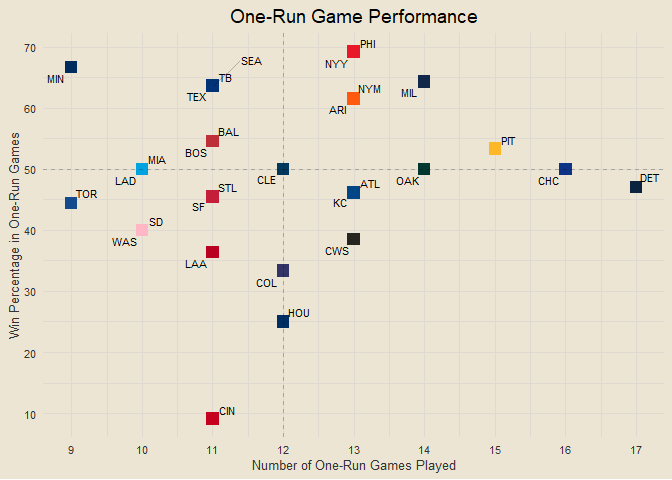 One-Run Game Performance
Win Percentage in One-Run Games
70
60
50
40
30
20
10
PHI
NYY
SEA
MIN
TB
TEX
NYM
ARI
MIL
BAL
BOS
PIT
MIA
LAD
CLE
OAK
CHC
DET
TOR
STL
SF
ATL
KC
SD
WAS
LAA
CWS
COL
HOU
CIN
9 10 11 12 13 14 15 16 17
Number of One-Run Games Played